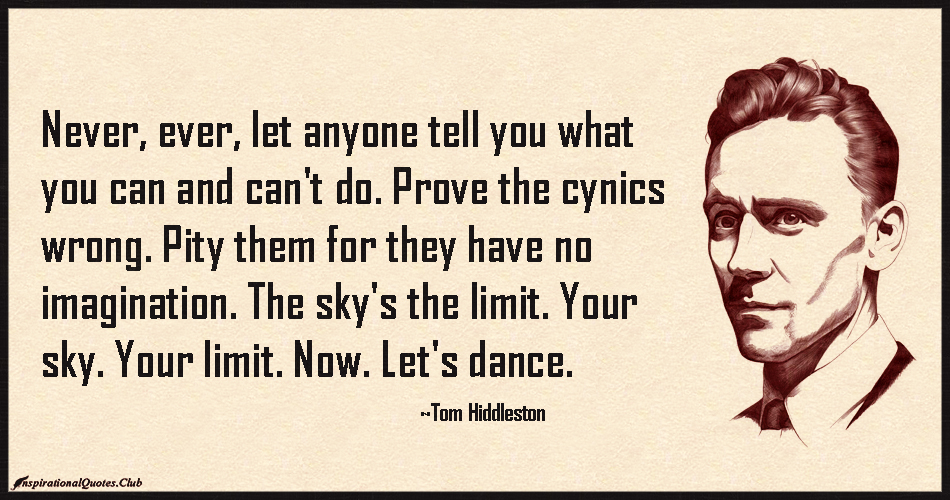 Never, ever, let anyone tell you what
you can and can't do. Prove the cynics
wrong. Pity them for they have no
imagination. The sky's the limit. Your
sky. Your limit. Now. Let's dance.
~Tom Hiddleston
InspirationalQuotes.Club